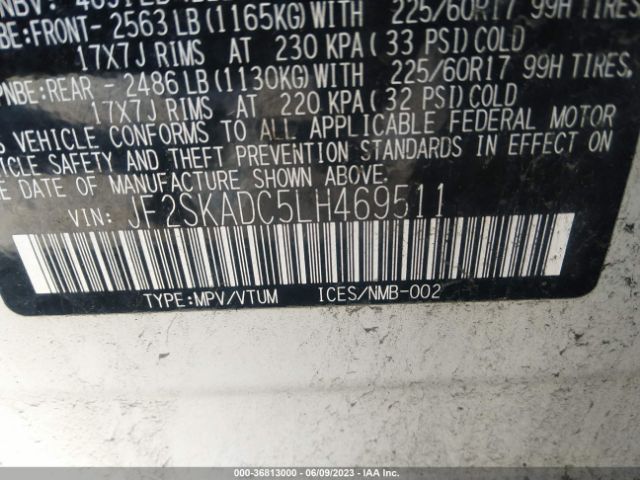 PNBE:FRONT- 2563 LB (1165KG) WITH 225/60R17 99H TIRES,
17X7J RIMS AT 230 KPA (33 PSI) COLD
PNBE:REAR - 2486 LB (1130KG) WITH 225/60R17 99H TIRES,
17X7J RIMS AT 220 KPA (32 PSI) COLD
VEHICLE CONFORMS TO ALL APPLICABLE FEDERAL MOTOR
VEHICLE SAFETY AND THEFT PREVENTION STANDARDS IN EFFECT ON
DATE OF MANUFACTURE SHOWN ABOVE.
VIN: JF2SKADC5LH469511
TYPE:MPV/VTUM ICES/NMB-002
000-36813000 - 06/09/2023 - IAA Inc.